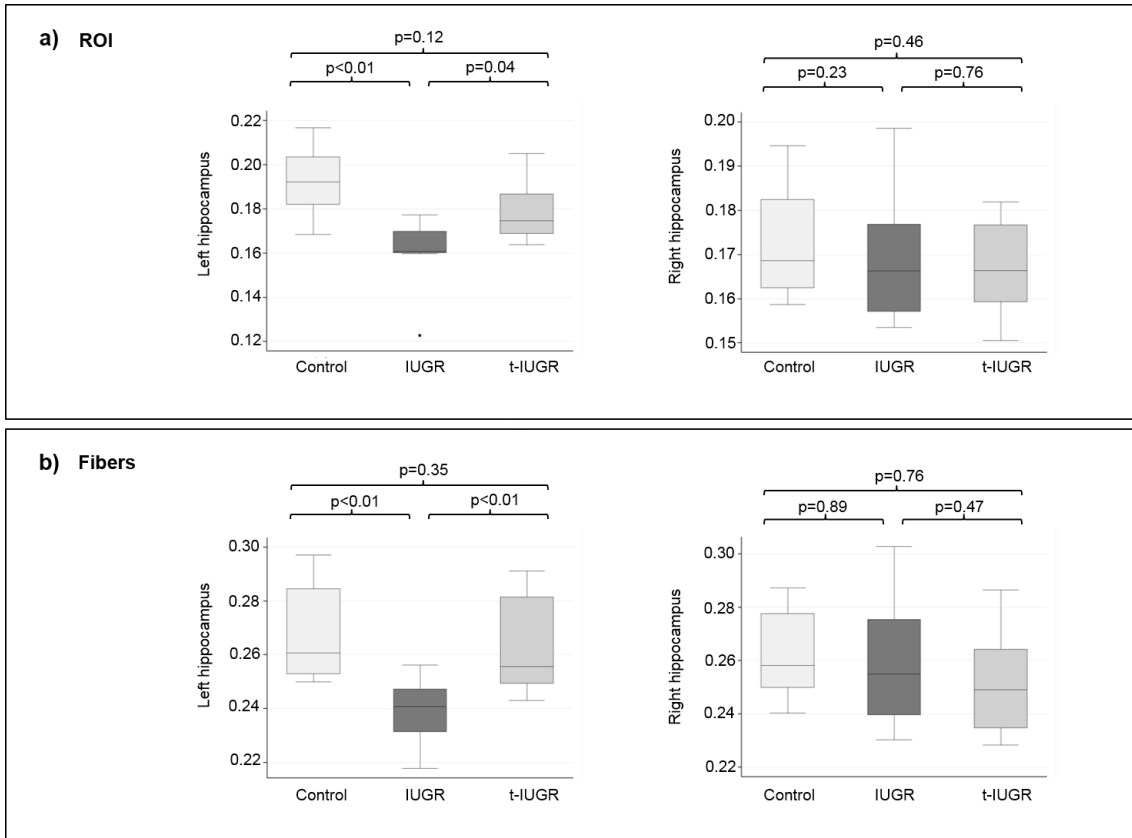 a) ROI
p=0.12
p<0.01 p=0.04
Left hippocampus
0.22
0.20
0.18
0.16
0.14
0.12
Control IUGR t-IUGR
p=0.46
p=0.23 p=0.76
Right hippocampus
0.20
0.19
0.18
0.17
0.16
0.15
Control IUGR t-IUGR
b) Fibers
p=0.35
p<0.01 p<0.01
Left hippocampus
0.30
0.28
0.26
0.24
0.22
Control IUGR t-IUGR
p=0.76
p=0.89 p=0.47
Right hippocampus
0.30
0.28
0.26
0.24
0.22
Control IUGR t-IUGR